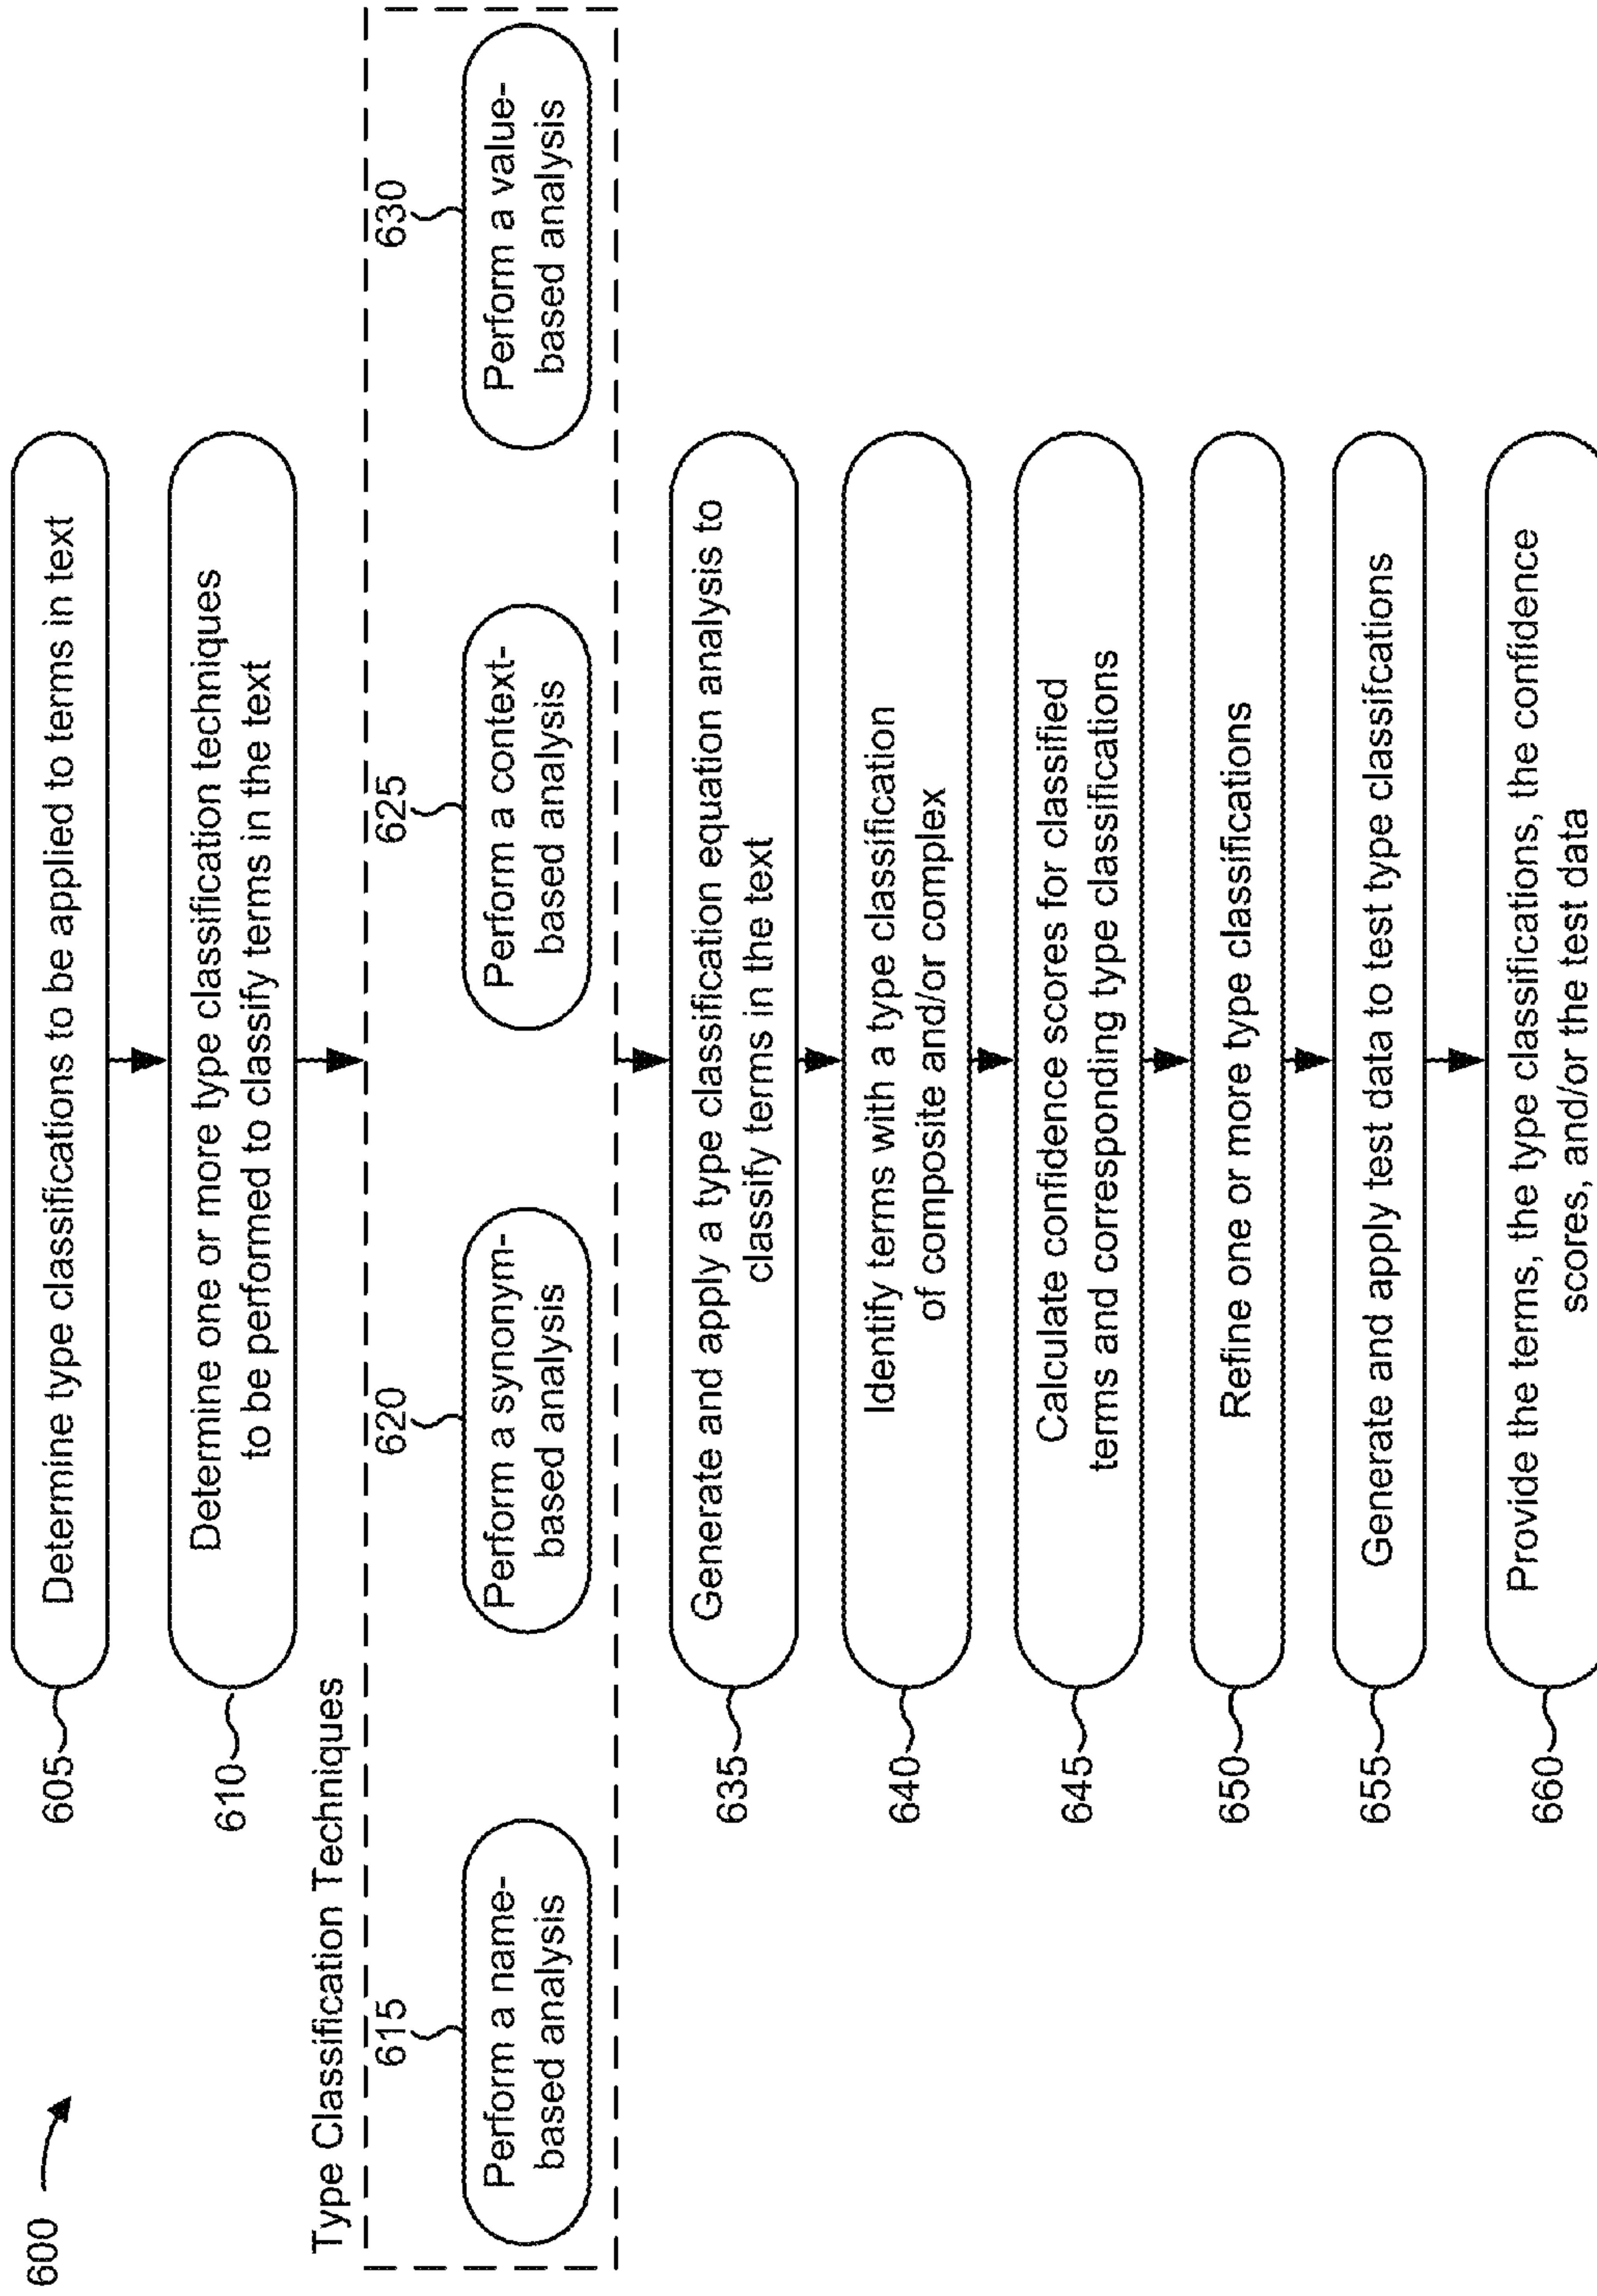 600
605
Determine type classifications to be applied to terms in text
610
Determine one or more type classification techniques
to be performed to classify terms in the text
Type Classification Techniques
615
Perform a name-
based analysis
620
Perform a synonym-
based analysis
625
Perform a context-
based analysis
630
Perform a value-
based analysis
635
Generate and apply a type classification equation analysis to
classify terms in the text
640
Identify terms with a type classification
of composite and/or complex
645
Calculate confidence scores for classified
terms and corresponding type classifications
650
Refine one or more type classifications
655
Generate and apply test data to test type classifcations
660
Provide the terms, the type classifications, the confidence
scores, and/or the test data